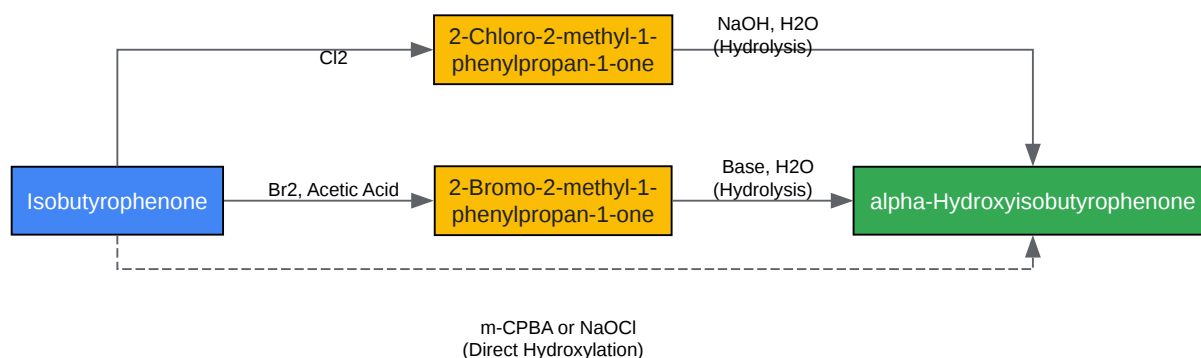 2-Chloro-2-methyl-1-
phenylpropan-1-one
NaOH, H2O
(Hydrolysis)
Cl2
Isobutyrophenone
Br2, Acetic Acid
2-Bromo-2-methyl-1-
phenylpropan-1-one
Base, H2O
(Hydrolysis)
alpha-Hydroxyisobutyrophenone
m-CPBA or NaOCl
(Direct Hydroxylation)